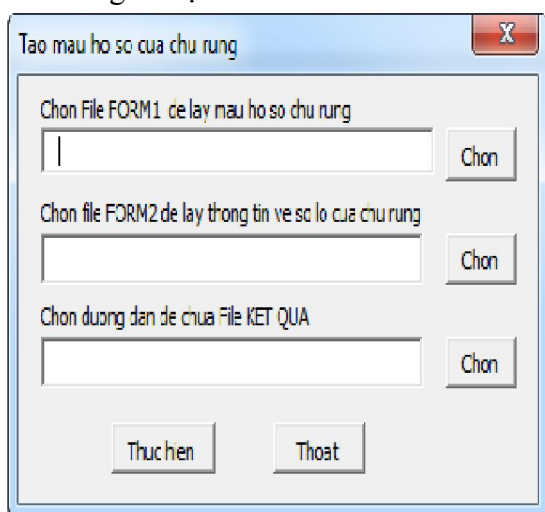 Tao mau ho so cua chu rung
X
Chon File FORM1 de lay mau ho so chu rung
Chon
Chon file FORM2 de lay thong tin ve so lo cua chu rung
Chon
Chon duong dan de chua File KET QUA
Chon
Thuc hien
Thoat